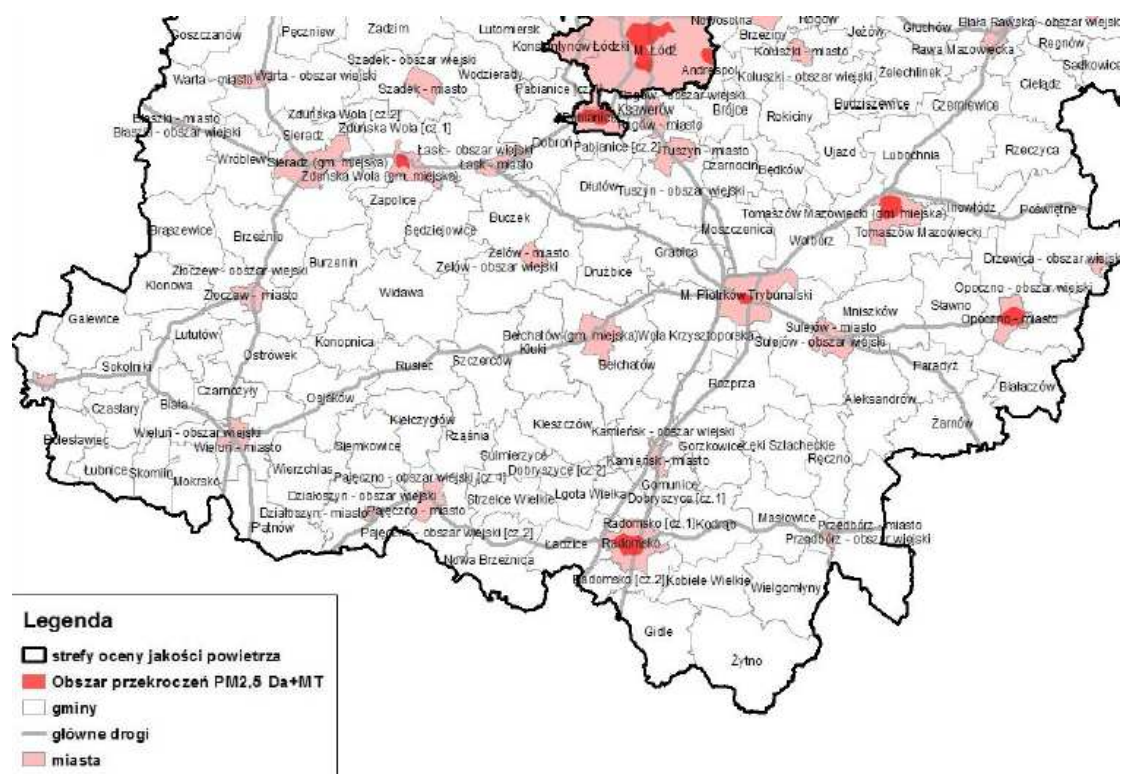 Goszczanów
Pęczniew
Zadzim
Lutomiersk
Konstantynów Łódzki
M. Łódź
Nowosolna
Brzeziny
Rogów
Jeżów
Głuchów
Biała Rawska - obszar wiejski
Rawa Mazowiecka
Regnów
Sadkowice
Szadek - obszar wiejski
Wodzierady
Andrespol
Koluszki - miasto
Koluszki - obszar wiejski
Żelechlinek
Cielądz
Warta - miasto
Warta - obszar wiejski
Szadek - miasto
Pabianice [cz.
Ksawerów
Brójce
Rokiciny
Budziszewice
Czerniewice
Błaszki - miasto
Błaszki - obszar wiejski
Zduńska Wola [cz.2]
Zduńska Wola [cz.1]
Sieradz
Wróblew
Sieradz (gm. miejska)
Zduńska Wola (gm. miejska)
Łask - obszar wiejski
Łask - miasto
Dobroń
Pabianice
Pabianice [cz.2]
Tuszyn - miasto
Czarnocin
Będków
Ujazd
Lubochnia
Rzeczyca
Zapolice
Dłutów
Tuszyn - obszar wiejski
Buczek
Sędziejowice
Moszczenica
Tomaszów Mazowiecki (gm. miejska)
Tomaszów Mazowiecki
Inowłódz
Poświętne
Brąszewice
Brzeźnio
Wolbórz
Zelów - miasto
Zelów - obszar wiejski
Grabica
Drużbice
Drzewica - obszar wiejski
Klonowa
Złoczew - obszar wiejski
Złoczew - miasto
Burzenin
Widawa
M. Piotrków Trybunalski
Opoczno - obszar wiejski
Opoczno - miasto
Sławno
Mniszków
Galewice
Lututów
Konopnica
Bełchatów (gm. miejska)
Wola Krzysztoporska
Kluki
Bełchatów
Sulejów - miasto
Sulejów - obszar wiejski
Sokolniki
Ostrówek
Rusiec
Szczerców
Rozprza
Paradyż
Białaczów
Czarnożyły
Osjaków
Aleksandrów
Żarnów
Czastary
Biała
Bolesławiec
Wieluń - obszar wiejski
Wieluń - miasto
Kiełczygłów
Rząśnia
Kleszczów
Kamieńsk - obszar wiejski
Kamieńsk - miasto
Gorzkowice
Łęki Szlacheckie
Ręczno
Siemkowice
Sulmierzyce
Dobryszyce [cz.2]
Łubnice
Skomlin
Mokrsko
Wierzchlas
Pajęczno - obszar wiejski [cz.1]
Działoszyn - obszar wiejski
Działoszyn - miasto
Pajęczno - miasto
Pajęczno - obszar wiejski [cz.2]
Strzelce Wielkie
Lgota Wielka
Gomunice
Dobryszyce [cz.1]
Pątnów
Radomsko [cz.1]
Kodrąb
Masłowice
Przedbórz - miasto
Przedbórz - obszar wiejski
Ładzice
Radomsko
Nowa Brzeźnica
Radomsko [cz.2]
Kobiele Wielkie
Wielgomłyny
Gidle
Żytno
Legenda
strefy oceny jakości powietrza
Obszar przekroczeń PM2,5 Da+MT
gminy
główne drogi
miasta